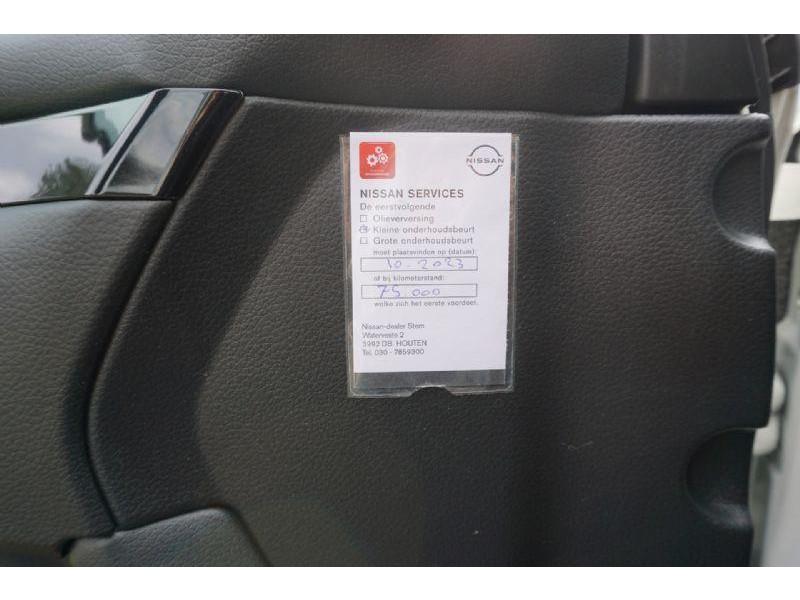 NISSAN
NISSAN SERVICES
De eerstvolgende
Olieverversing
Kleine onderhoudsbeurt
Grote onderhoudsbeurt
moet plaatsvinden op (datum):
10-2023
of bij kilometerstand:
75.000
welke zich het eerste voordoet.
Nissan-dealer Stern
Waterveste 2
3992 DB HOUTEN
Tel. 030 - 7859300